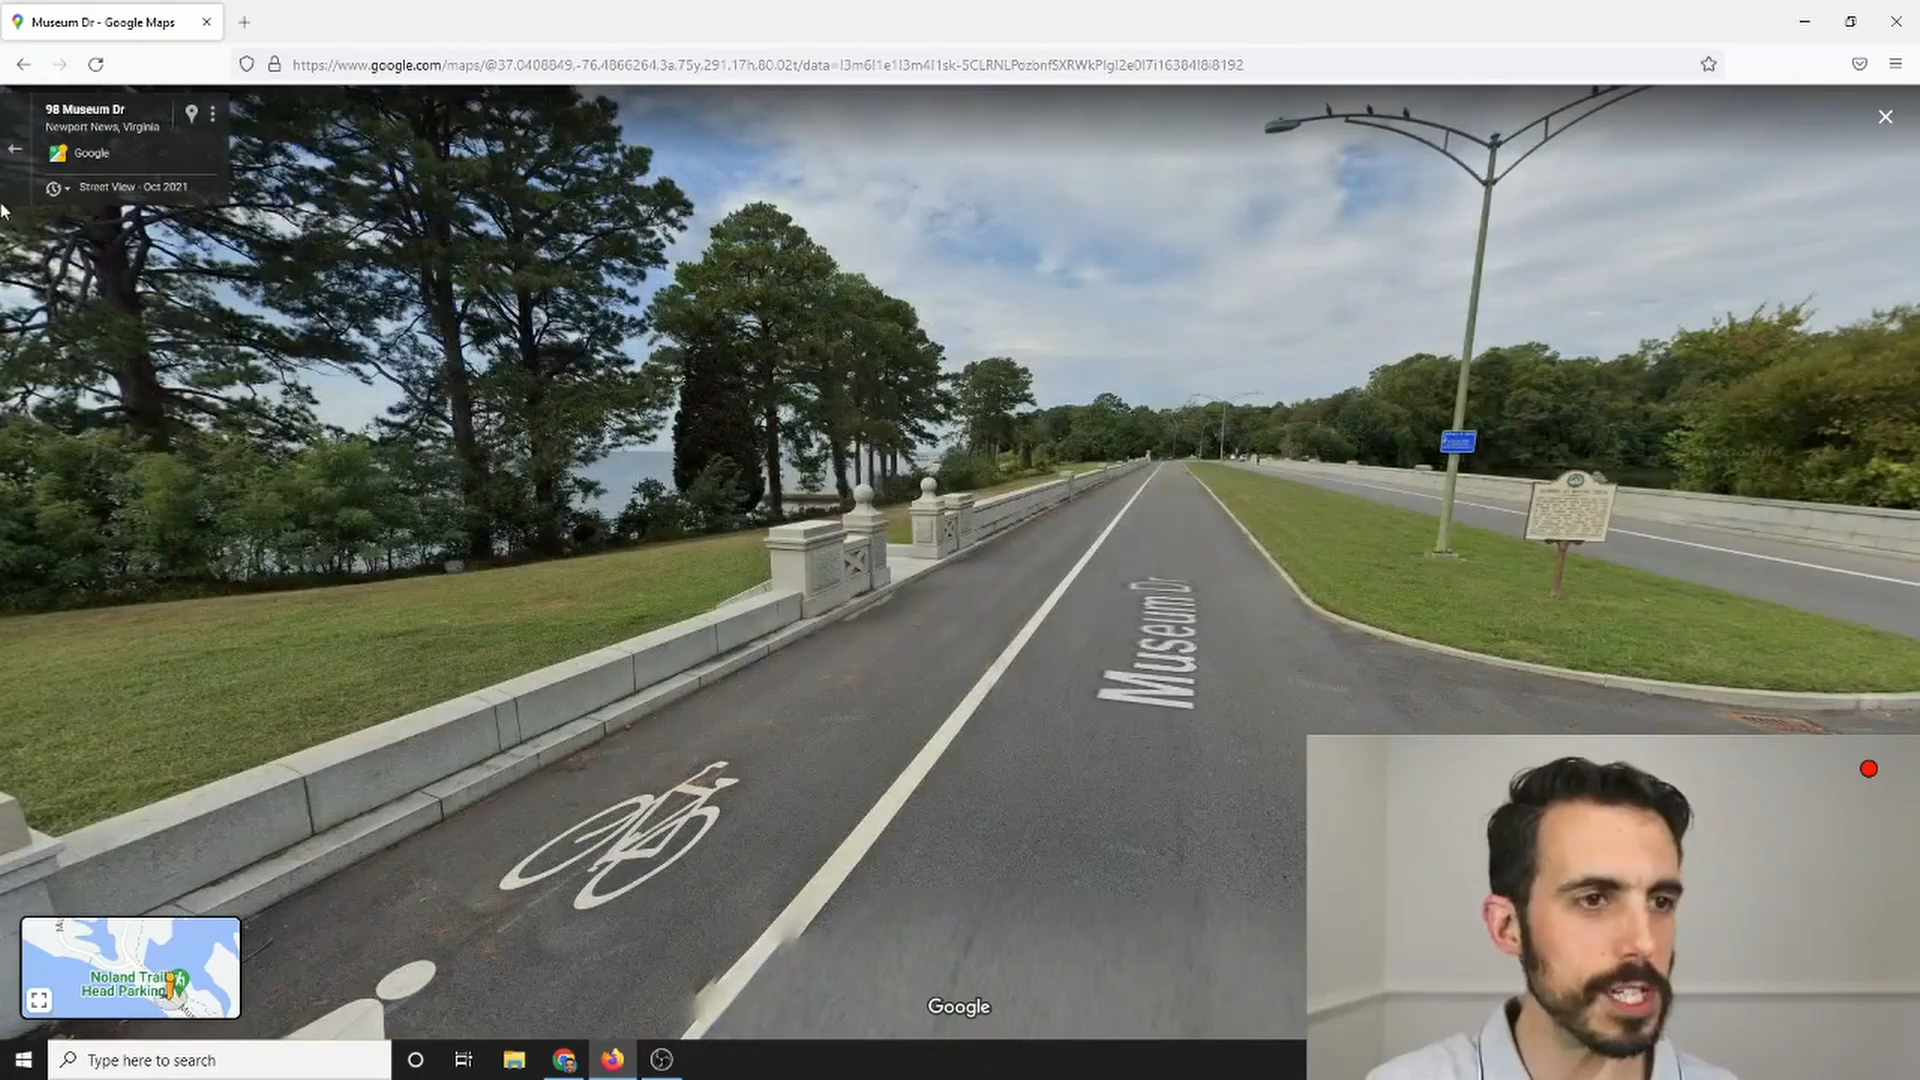 Museum Dr - Google Maps
https://www.google.com/maps/@37.0408849,-76.4866264,3a,75y,291.17h,80.02t/data=!3m6!1e1!3m4!1sk-5CLRNLPozbnfSXRWkPlg!2e0!7i16384!8i8192
98 Museum Dr
Newport News, Virginia
Google
Street View - Oct 2021
Museum Dr
Noland Trail
Head Parking
Google
Type here to search